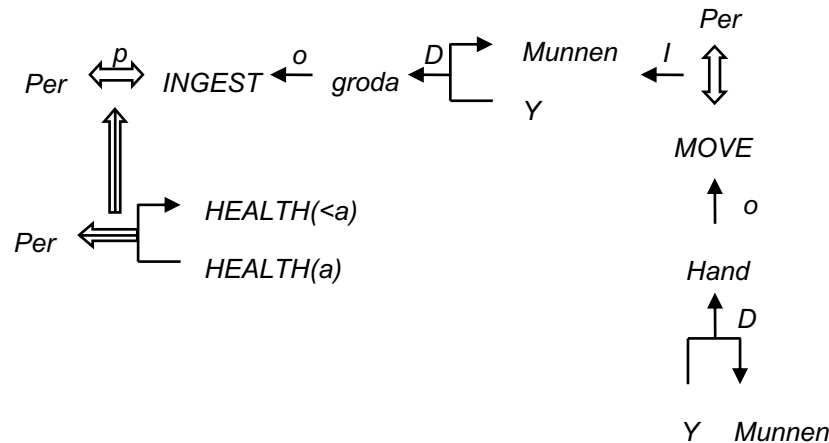 Per
Per p INGEST o groda D Munnen I
Y
MOVE
o
HEALTH(<a)
Per
HEALTH(a)
Hand
D
Y Munnen